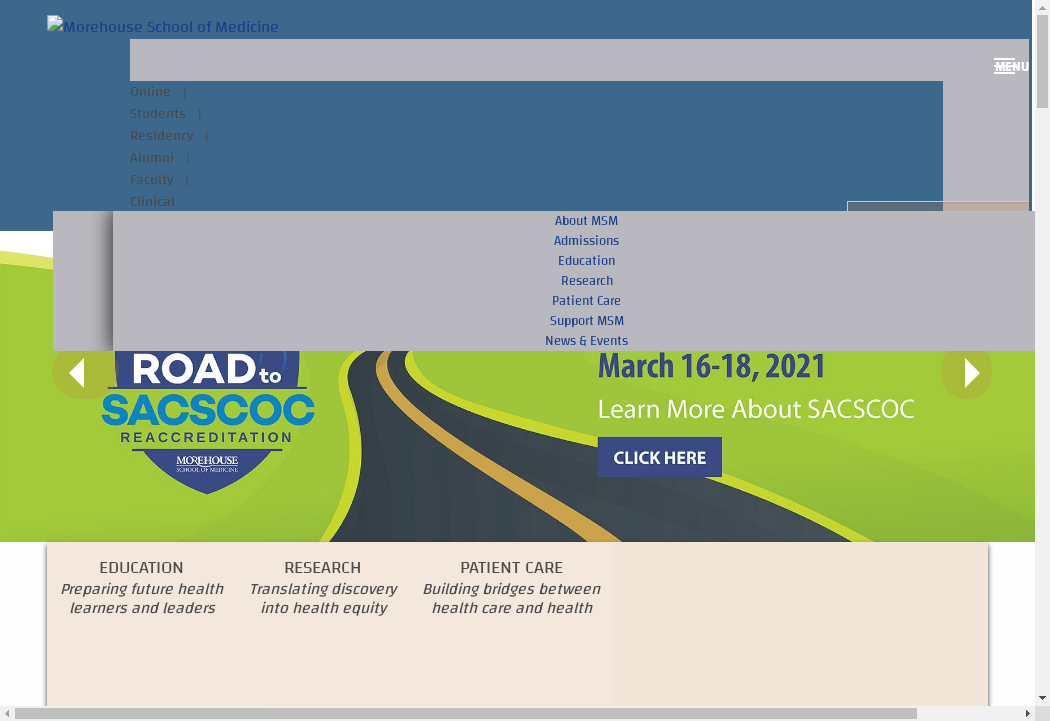 Morehouse School of Medicine
MENU
Online |
Students |
Residency |
Alumni |
Faculty |
Clinical
About MSM
Admissions
Education
Research
Patient Care
Support MSM
News & Events
ROAD to
SACSCOC
REACCREDITATION
MOREHOUSE
SCHOOL OF MEDICINE
March 16-18, 2021
Learn More About SACSCOC
CLICK HERE
EDUCATION
Preparing future health
learners and leaders
RESEARCH
Translating discovery
into health equity
PATIENT CARE
Building bridges between
health care and health